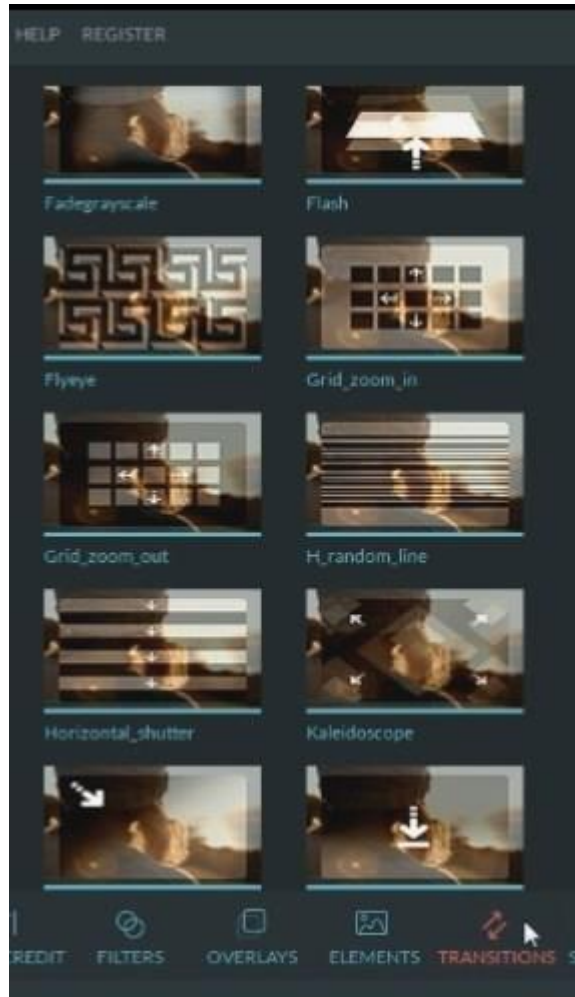 HELP REGISTER
Fadegrayscale Flash
Flyeye Grid_zoom_in
Grid_zoom_out H_random_line
Horizontal_shutter Kaleidoscope
FILTERS OVERLAYS ELEMENTS TRANSITIONS